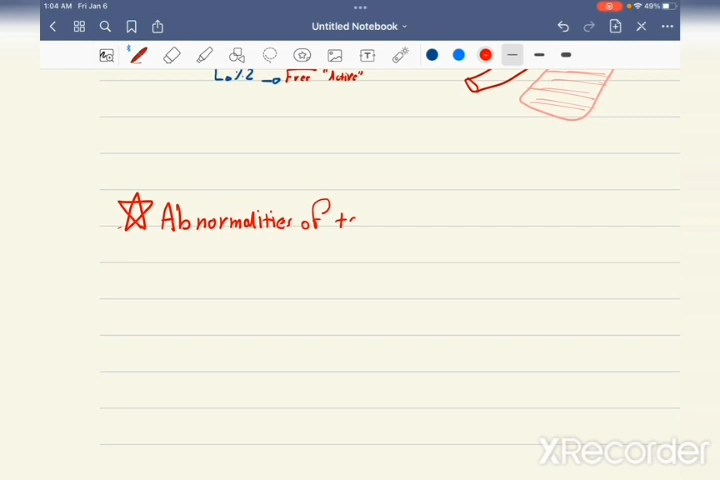 1:04 AM Fri Jan 6
49%
Untitled Notebook
T
Free "Active"
Abnormalities of t
XRecorder